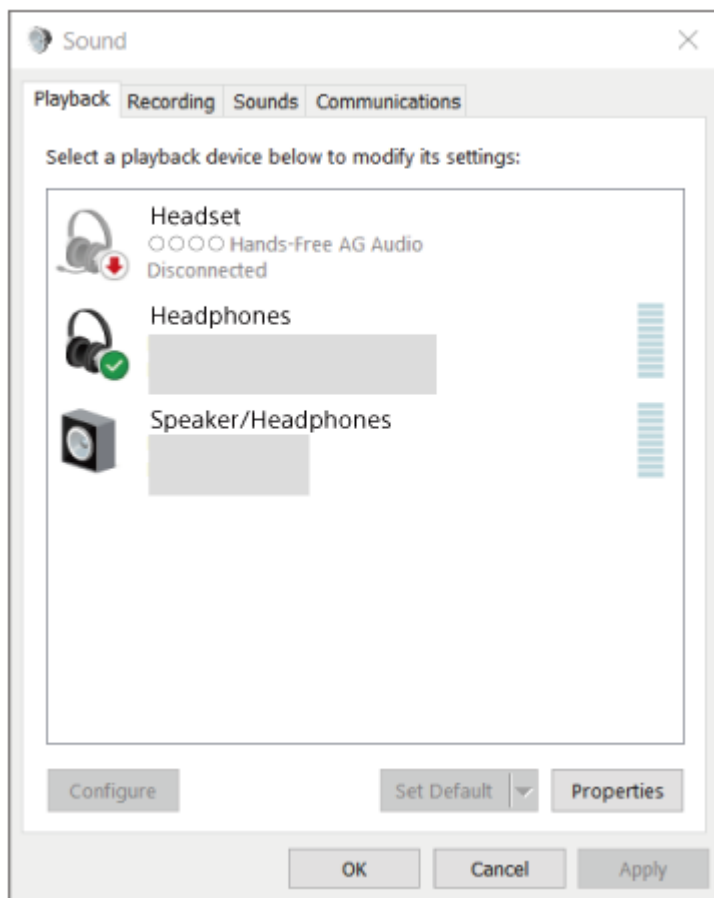 Sound
Playback Recording Sounds Communications
Select a playback device below to modify its settings:
Headset
○○○○ Hands-Free AG Audio
Disconnected
Headphones
Speaker/Headphones
Configure
Set Default
Properties
OK
Cancel
Apply